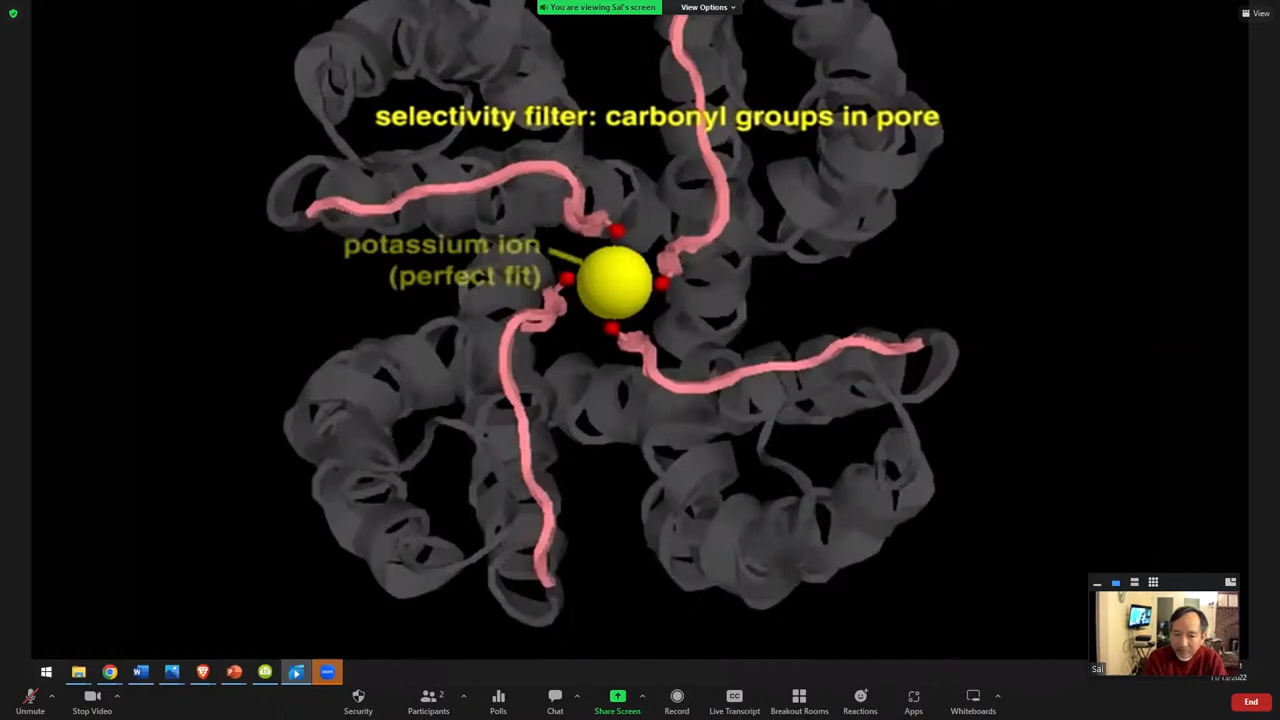 You are viewing Sal's screen
View Options
View
selectivity filter: carbonyl groups in pore
potassium ion
(perfect fit)
Sal
Unmute
Stop Video
Security
Participants
2
Polls
Chat
Share Screen
Record
Live Transcript
Breakout Rooms
Reactions
Apps
Whiteboards
End